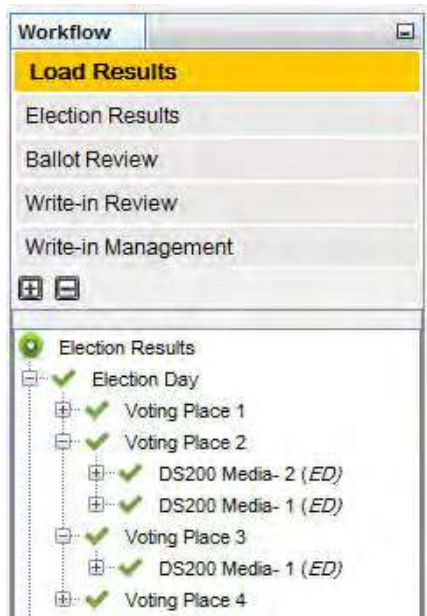 Workflow
Load Results
Election Results
Ballot Review
Write-in Review
Write-in Management
Election Results
Election Day
Voting Place 1
Voting Place 2
DS200 Media- 2 (ED)
DS200 Media- 1 (ED)
Voting Place 3
DS200 Media- 1 (ED)
Voting Place 4